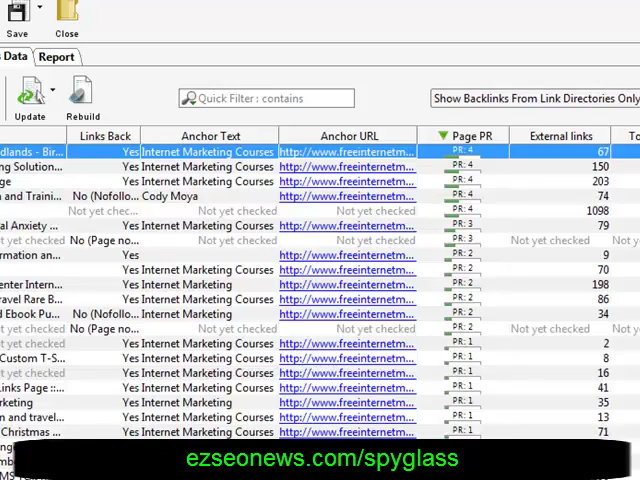 Save Close
s Data Report
Update Rebuild Quick Filter : contains Show Backlinks From Link Directories Only
Links Back Anchor Text Anchor URL Page PR External links To
dlands - Bir... Yes Internet Marketing Courses http://www.freeinternetm... PR: 4 67
ng Solution... Yes Internet Marketing Courses http://www.freeinternetm... PR: 4 150
ge Yes Internet Marketing Courses http://www.freeinternetm... PR: 4 203
n and Traini... No (Nofollo... Cody Moya http://www.freeinternetm... PR: 4 74
Not yet chec... Not yet checked Not yet checked PR: 4 1098
al Anxiety ... Yes Internet Marketing Courses http://www.freeinternetm... PR: 3 79
t yet checked No (Page no... Not yet checked Not yet checked PR: 3 Not yet checked Not y
rmation an... Yes http://www.freeinternetm... PR: 2 9
Yes Internet Marketing Courses http://www.freeinternetm... PR: 2 70
enter Intern... Yes Internet Marketing Courses http://www.freeinternetm... PR: 2 198
ravel Rare B... Yes Internet Marketing Courses http://www.freeinternetm... PR: 2 86
d Ebook Pu... No (Nofollo... Internet Marketing http://www.freeinternetm... PR: 2 34
t yet checked No (Page no... Not yet checked Not yet checked PR: 2 Not yet checked Not y
t yet checked Yes Internet Marketing Courses http://www.freeinternetm... PR: 1 2
Custom T-S... Yes Internet Marketing Courses http://www.freeinternetm... PR: 1 8
t yet checked Yes Internet Marketing Courses http://www.freeinternetm... PR: 1 16
Links Page ::... Yes Internet Marketing Courses http://www.freeinternetm... PR: 1 41
rketing Yes Internet Marketing Courses http://www.freeinternetm... PR: 1 35
n and travel... Yes Internet Marketing Courses http://www.freeinternetm... PR: 1 13
Christmas ... Yes Internet Marketing Courses http://www.freeinternetm... PR: 1 71
ezseonews.com/spyglass